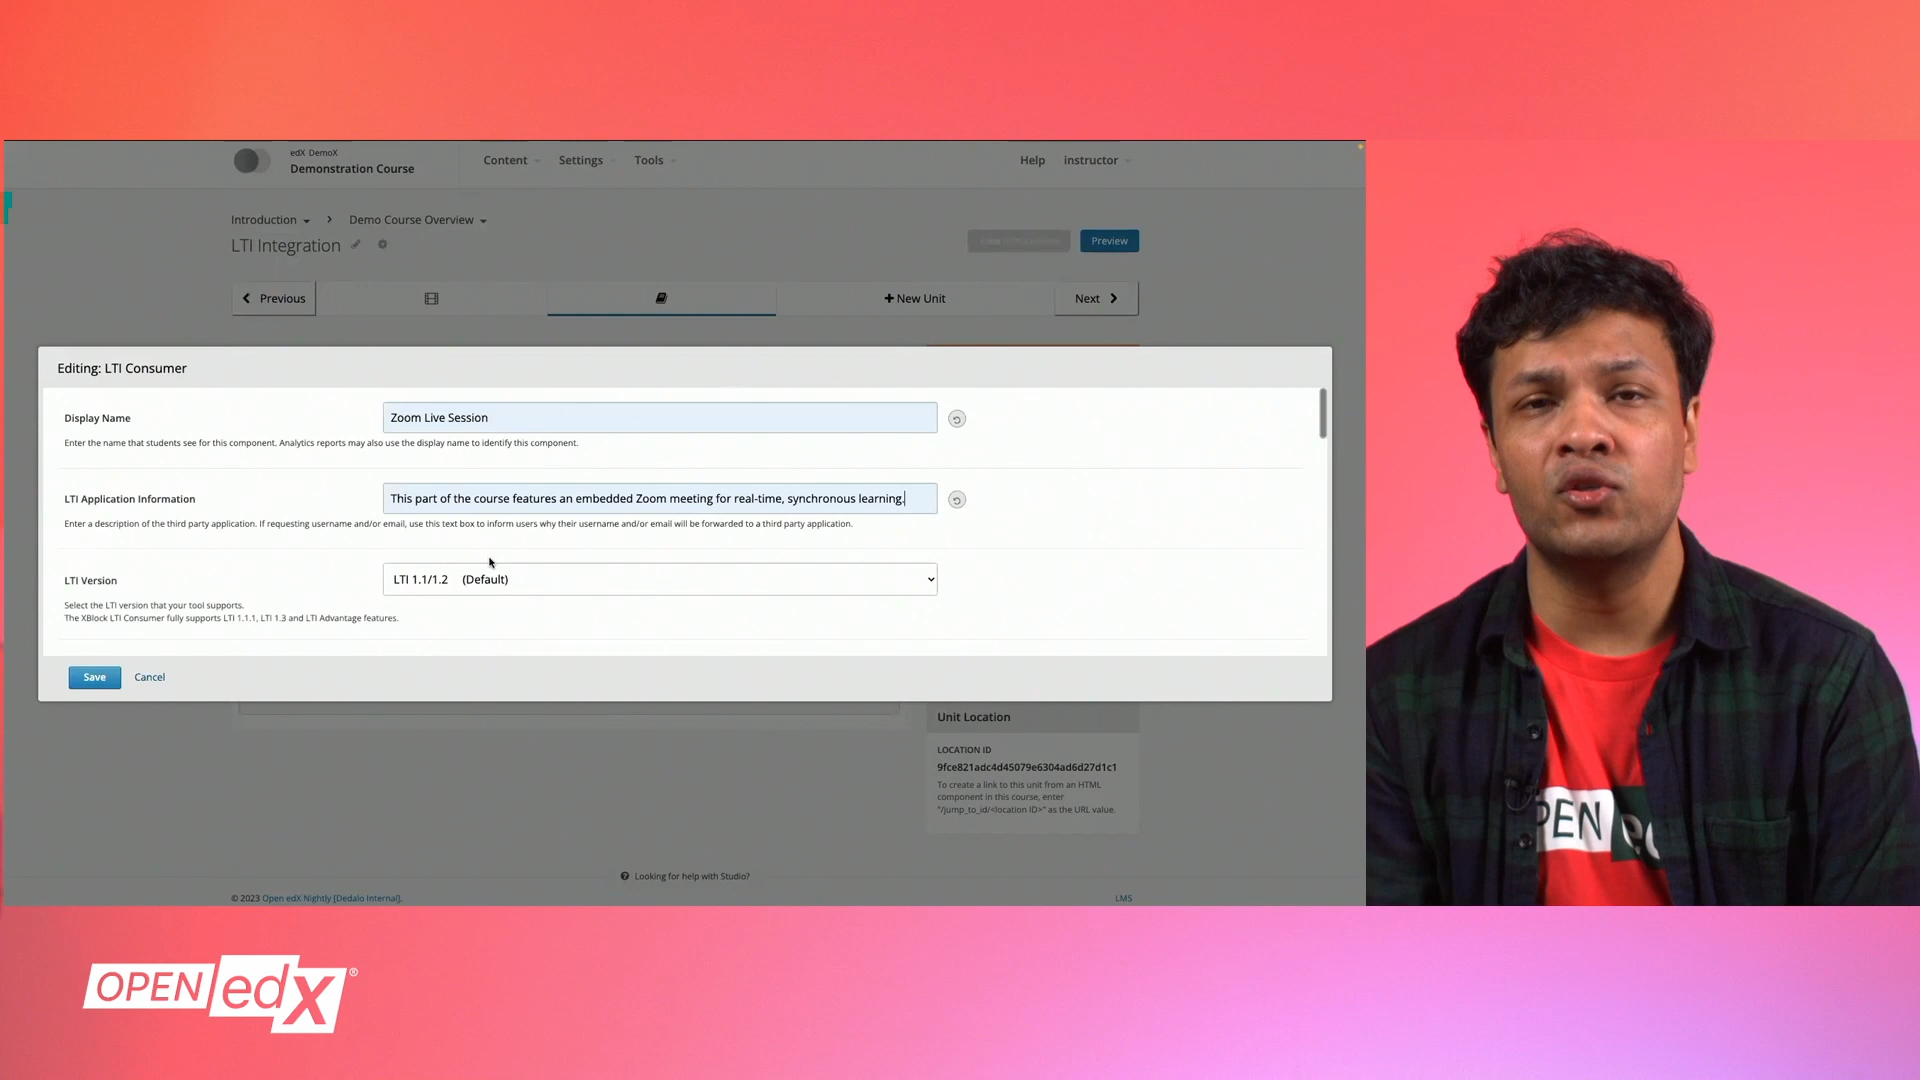 edX DemoX
Demonstration Course
Content
Settings
Tools
Help
instructor
Introduction
Demo Course Overview
LTI Integration
Preview
Previous
New Unit
Next
Editing: LTI Consumer
Display Name
Zoom Live Session
Enter the name that students see for this component. Analytics reports may also use the display name to identify this component.
LTI Application Information
This part of the course features an embedded Zoom meeting for real-time, synchronous learning.
Enter a description of the third party application. If requesting username and/or email, use this text box to inform users why their username and/or email will be forwarded to a third party application.
LTI Version
LTI 1.1/1.2 (Default)
Select the LTI version that your tool supports.
The XBlock LTI Consumer fully supports LTI 1.1.1, LTI 1.3 and LTI Advantage features.
Save
Cancel
Unit Location
LOCATION ID
9fce821adc4d45079e6304ad6d27d1c1
To create a link to this unit from an HTML
component in this course, enter
"/jump_to_id/<location ID>" as the URL value.
Looking for help with Studio?
© 2023 Open edX Nightly [Dedalo Internal].
LMS
PEN ed
OPEN edX®